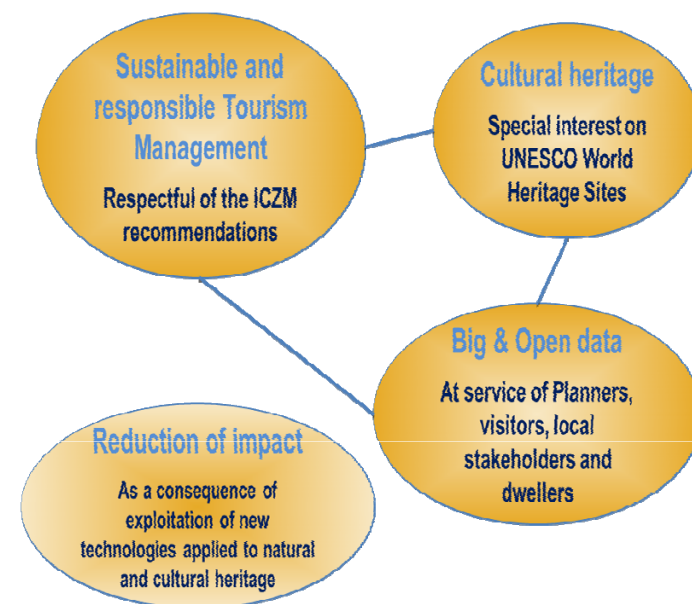 Sustainable and
responsible Tourism
Management
Respectful of the ICZM
recommendations
Cultural heritage
Special interest on
UNESCO World
Heritage Sites
Big & Open data
At service of Planners,
visitors, local
stakeholders and
dwellers
Reduction of impact
As a consequence of
exploitation of new
technologies applied to natural
and cultural heritage